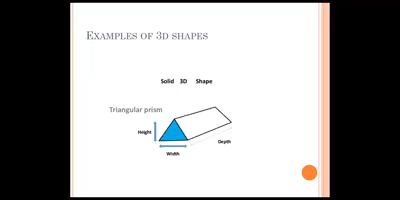 EXAMPLES OF 3D SHAPES
Solid 3D Shape
Triangular prism
Height
Depth
Width